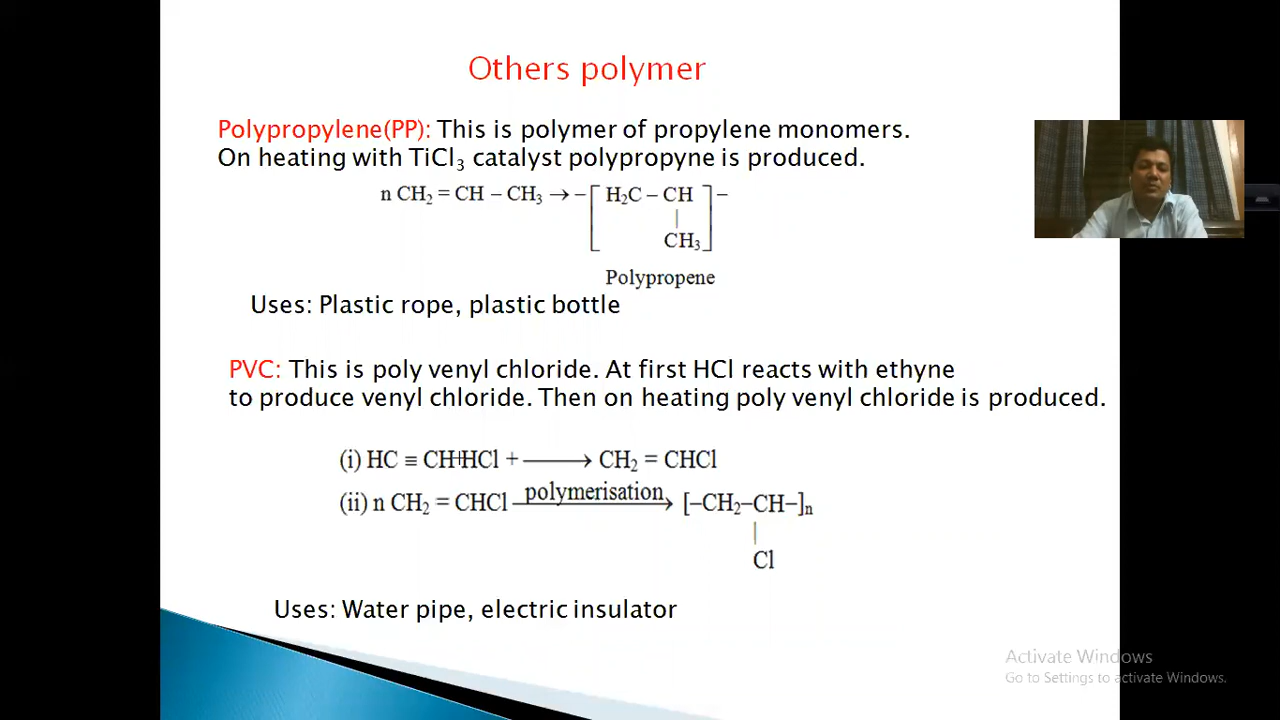 Others polymer
Polypropylene(PP): This is polymer of propylene monomers.
On heating with TiCl₃ catalyst polypropyne is produced.
n CH₂ = CH – CH₃ → –[ H₂C – CH ]–
|
CH₃
Polypropene
Uses: Plastic rope, plastic bottle
PVC: This is poly venyl chloride. At first HCl reacts with ethyne
to produce venyl chloride. Then on heating poly venyl chloride is produced.
(i) HC ≡ CH+HCl + ⟶ CH₂ = CHCl
(ii) n CH₂ = CHCl polymerisation⟶ [–CH₂–CH–]ₙ
|
Cl
Uses: Water pipe, electric insulator
Activate Windows
Go to Settings to activate Windows.